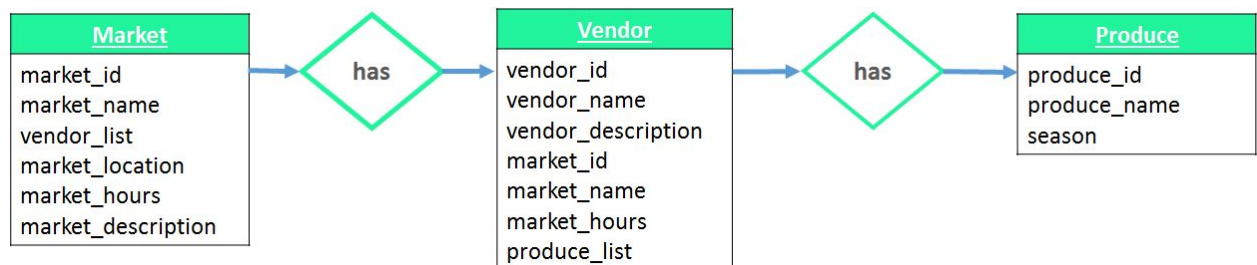 Market
market_id
market_name
vendor_list
market_location
market_hours
market_description
has
Vendor
vendor_id
vendor_name
vendor_description
market_id
market_name
market_hours
produce_list
has
Produce
produce_id
produce_name
season